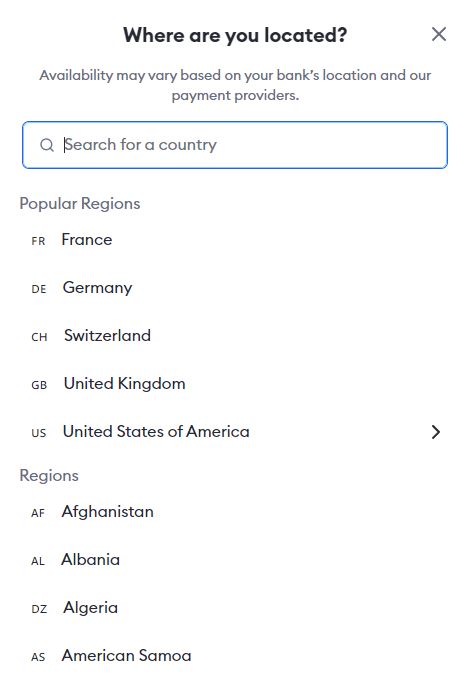 Where are you located?
Availability may vary based on your bank’s location and our
payment providers.
Search for a country
Popular Regions
FR France
DE Germany
CH Switzerland
GB United Kingdom
US United States of America
Regions
AF Afghanistan
AL Albania
DZ Algeria
AS American Samoa